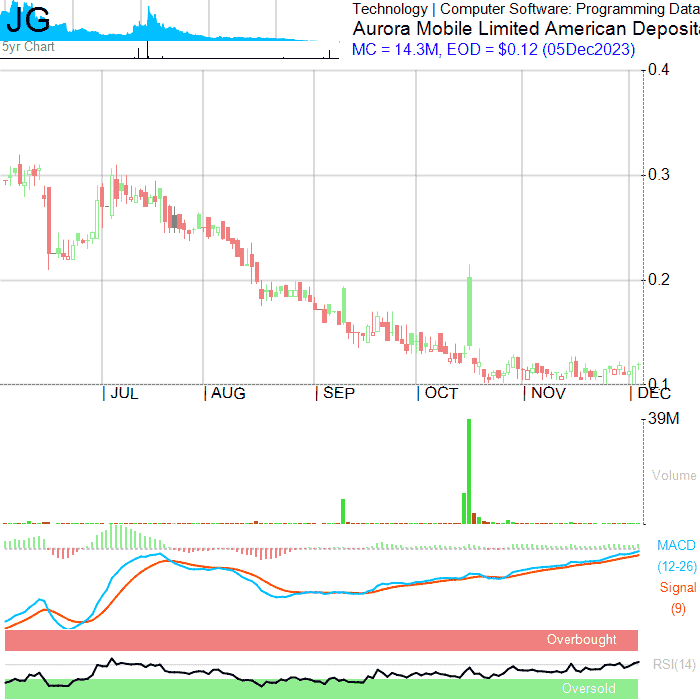 JG
5yr Chart
Technology | Computer Software: Programming Data
Aurora Mobile Limited American Deposit
MC = 14.3M, EOD = $0.12 (05Dec2023)
0.4
0.3
0.2
0.1
JUL AUG SEP OCT NOV DEC
39M
Volume
MACD
(12-26)
Signal
(9)
Overbought
RSI(14)
Oversold